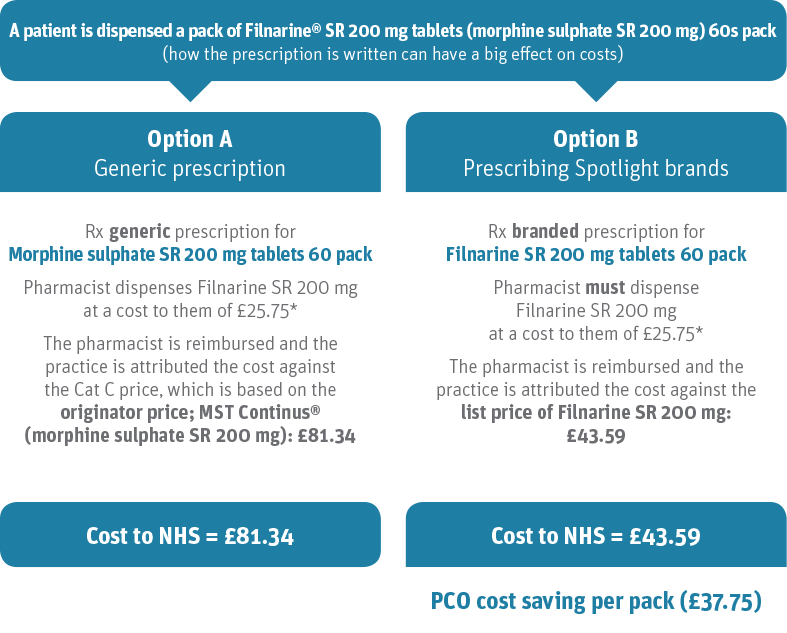 A patient is dispensed a pack of Filnarine® SR 200 mg tablets (morphine sulphate SR 200 mg) 60s pack
(how the prescription is written can have a big effect on costs)
Option A
Generic prescription
Rx generic prescription for
Morphine sulphate SR 200 mg tablets 60 pack
Pharmacist dispenses Filnarine SR 200 mg
at a cost to them of £25.75*
The pharmacist is reimbursed and the
practice is attributed the cost against
the Cat C price, which is based on the
originator price; MST Continus®
(morphine sulphate SR 200 mg): £81.34
Cost to NHS = £81.34
Option B
Prescribing Spotlight brands
Rx branded prescription for
Filnarine SR 200 mg tablets 60 pack
Pharmacist must dispense
Filnarine SR 200 mg
at a cost to them of £25.75*
The pharmacist is reimbursed and the
practice is attributed the cost against the
list price of Filnarine SR 200 mg:
£43.59
Cost to NHS = £43.59
PCO cost saving per pack (£37.75)